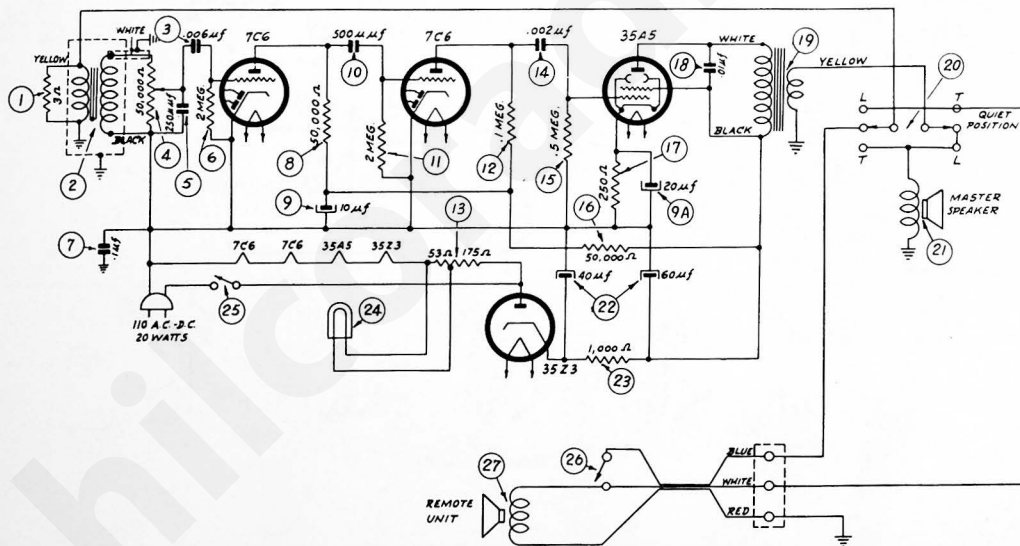 3
.006µf
7C6
500µµf
10
7C6
.002µf
14
35A5
WHITE
18
.01µf
19
YELLOW
20
WHITE
YELLOW
1
3Ω
50,000Ω
250µµf
2 MEG.
BLACK
2
4
5
6
50,000Ω
8
2 MEG.
11
.1 MEG.
12
.5 MEG.
15
BLACK
17
250Ω
20µf
9A
L
T
QUIET
POSITION
T
L
MASTER
SPEAKER
21
9
10µf
13
16
50,000Ω
7
.1µf
7C6
7C6
35A5
35Z3
53Ω
175Ω
40µf
60µf
22
25
24
110 A.C.-D.C.
20 WATTS
35Z3
1,000Ω
23
26
BLUE
27
WHITE
REMOTE
UNIT
RED
philcora